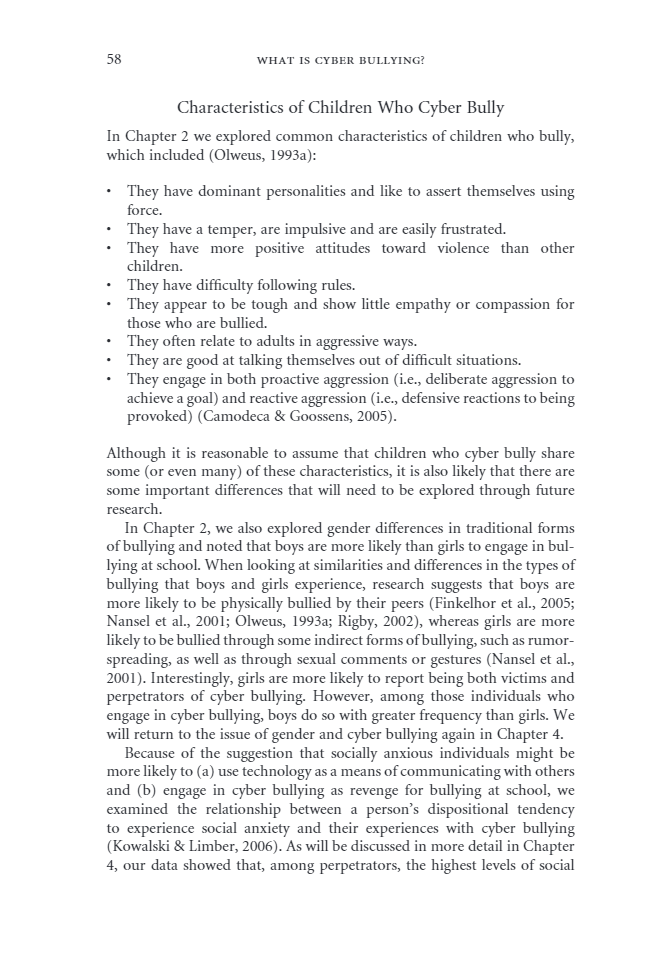 58
WHAT IS CYBER BULLYING?
Characteristics of Children Who Cyber Bully
In Chapter 2 we explored common characteristics of children who bully,
which included (Olweus, 1993a):
• They have dominant personalities and like to assert themselves using
force.
• They have a temper, are impulsive and are easily frustrated.
• They have more positive attitudes toward violence than other
children.
• They have difficulty following rules.
• They appear to be tough and show little empathy or compassion for
those who are bullied.
• They often relate to adults in aggressive ways.
• They are good at talking themselves out of difficult situations.
• They engage in both proactive aggression (i.e., deliberate aggression to
achieve a goal) and reactive aggression (i.e., defensive reactions to being
provoked) (Camodeca & Goossens, 2005).
Although it is reasonable to assume that children who cyber bully share
some (or even many) of these characteristics, it is also likely that there are
some important differences that will need to be explored through future
research.
In Chapter 2, we also explored gender differences in traditional forms
of bullying and noted that boys are more likely than girls to engage in bul-
lying at school. When looking at similarities and differences in the types of
bullying that boys and girls experience, research suggests that boys are
more likely to be physically bullied by their peers (Finkelhor et al., 2005;
Nansel et al., 2001; Olweus, 1993a; Rigby, 2002), whereas girls are more
likely to be bullied through some indirect forms of bullying, such as rumor-
spreading, as well as through sexual comments or gestures (Nansel et al.,
2001). Interestingly, girls are more likely to report being both victims and
perpetrators of cyber bullying. However, among those individuals who
engage in cyber bullying, boys do so with greater frequency than girls. We
will return to the issue of gender and cyber bullying again in Chapter 4.
Because of the suggestion that socially anxious individuals might be
more likely to (a) use technology as a means of communicating with others
and (b) engage in cyber bullying as revenge for bullying at school, we
examined the relationship between a person's dispositional tendency
to experience social anxiety and their experiences with cyber bullying
(Kowalski & Limber, 2006). As will be discussed in more detail in Chapter
4, our data showed that, among perpetrators, the highest levels of social